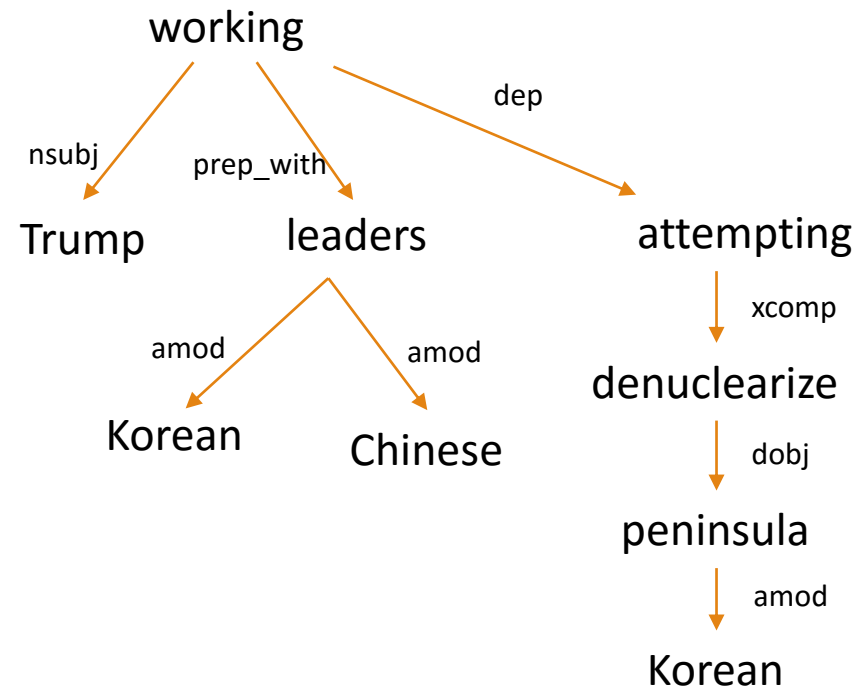 working
dep
nsubj
prep_with
Trump
leaders
attempting
xcomp
amod
amod
denuclearize
Korean
Chinese
dobj
peninsula
amod
Korean